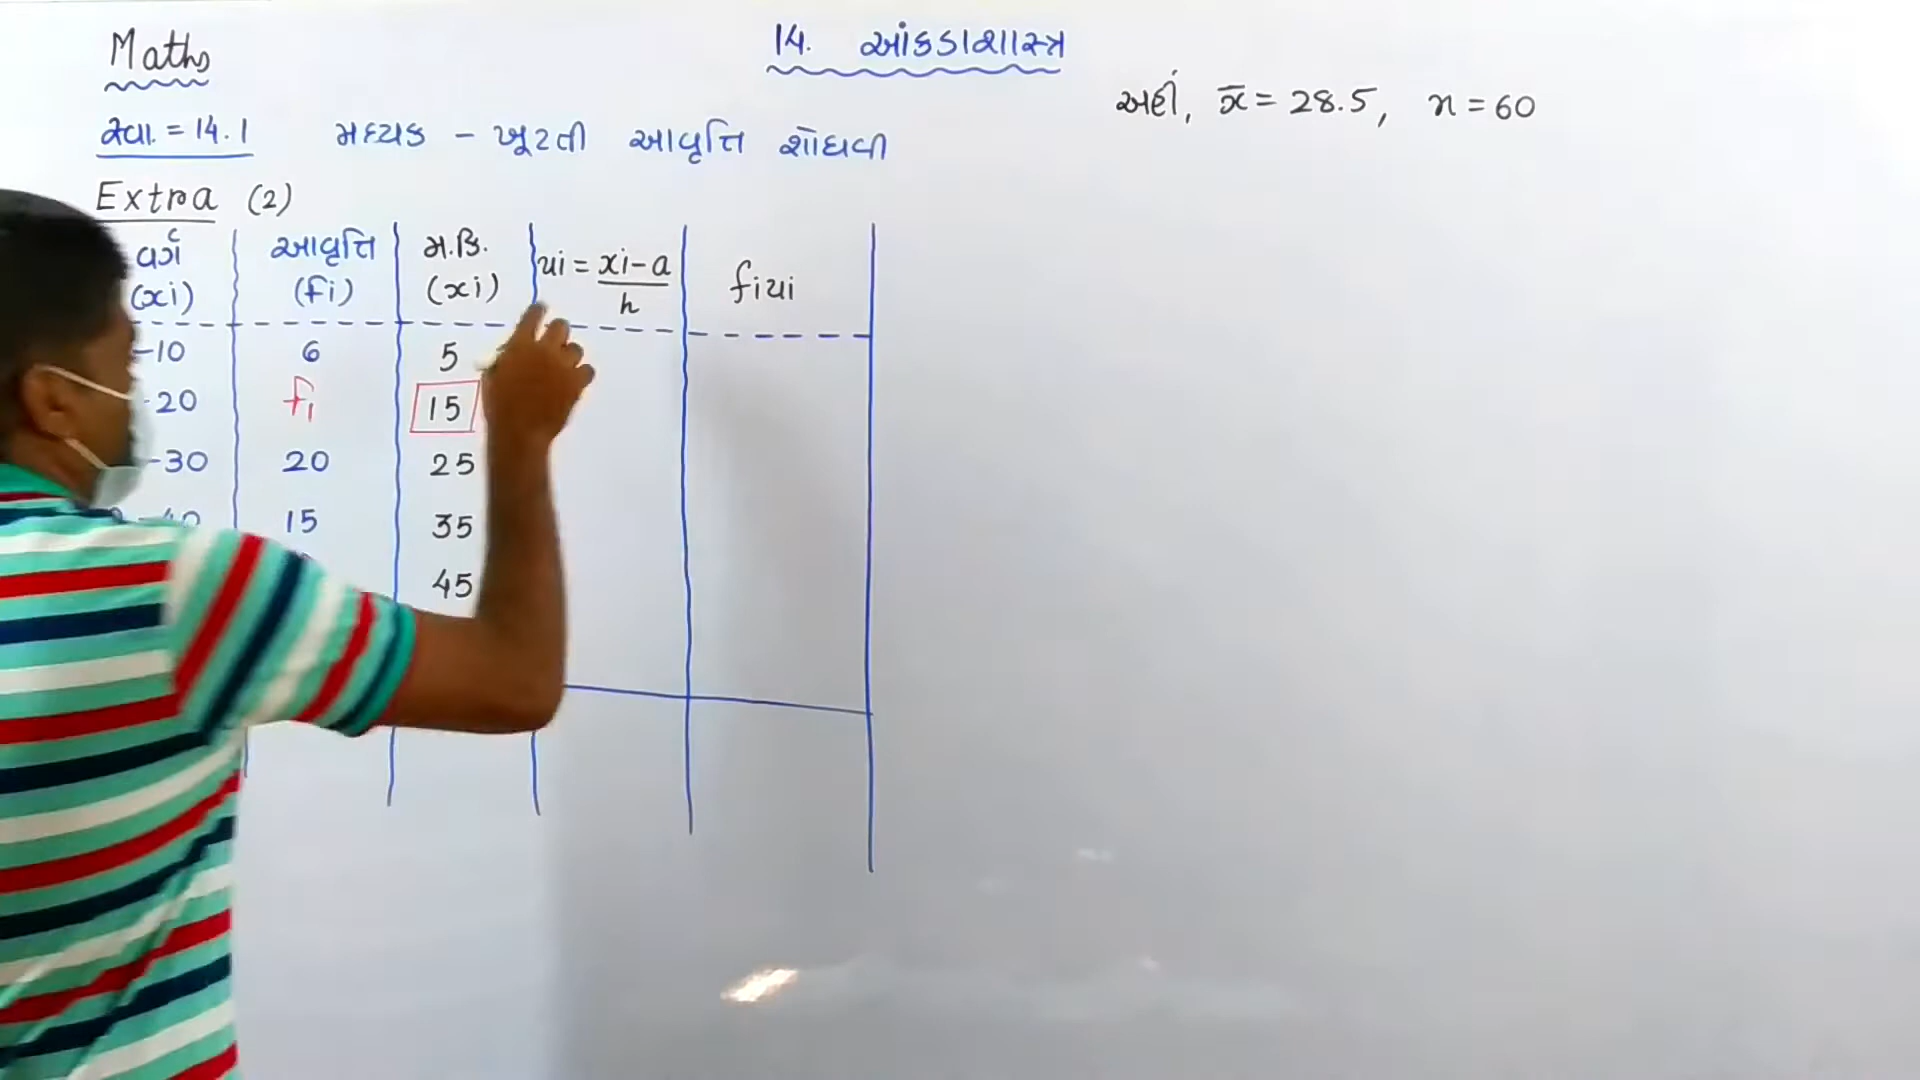 Maths
14. આંકડાશાસ્ત્ર
અહીં, x̄ = 28.5, n = 60
સ્વા. = 14.1 મધ્યક - ખૂટતી આવૃત્તિ શોધવી
Extra (2)
વર્ગ આવૃત્તિ મ.કિ. ui = xi-a / h fiui
(xi) (fi) (xi)
-10 6 5
-20 f1 15
-30 20 25
-40 15 35
45